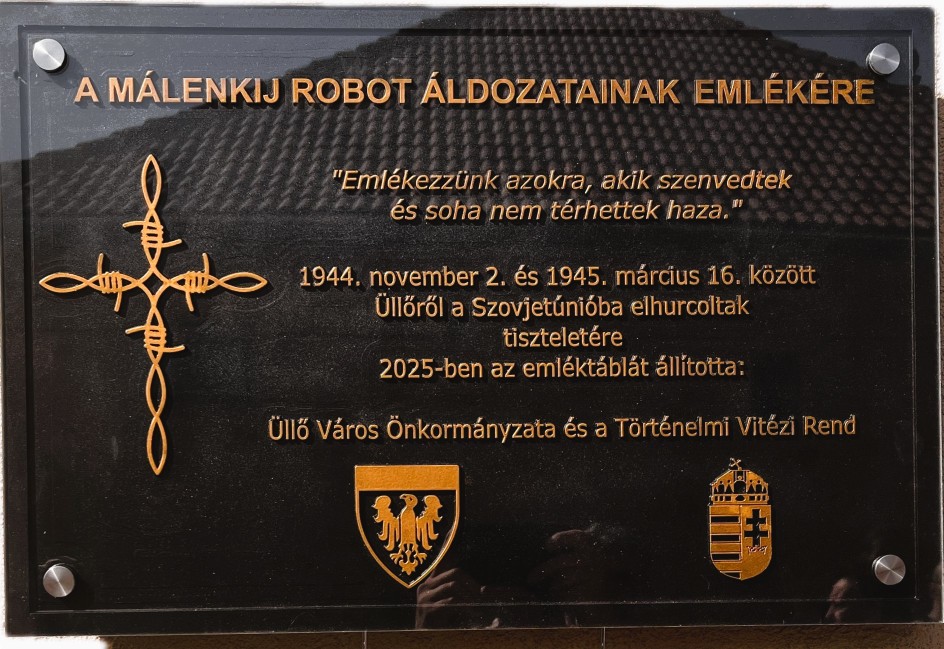 A MÁLENKIJ ROBOT ÁLDOZATAINAK EMLÉKÉRE
"Emlékezzünk azokra, akik szenvedtek
és soha nem térhettek haza."
1944. november 2. és 1945. március 16. között
Üllőről a Szovjetúnióba elhurcoltak
tiszteletére
2025-ben az emléktáblát állította:
Üllő Város Önkormányzata és a Történelmi Vitézi Rend